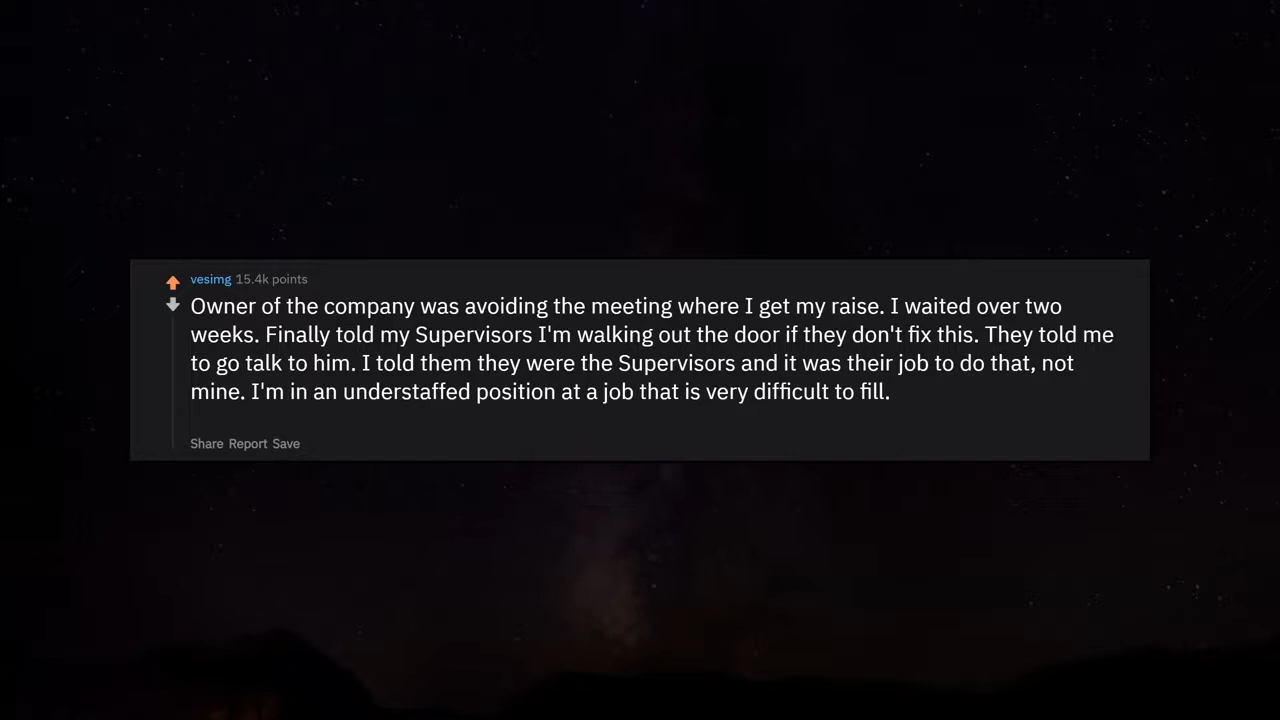 vesimg 15.4k points
Owner of the company was avoiding the meeting where I get my raise. I waited over two
weeks. Finally told my Supervisors I'm walking out the door if they don't fix this. They told me
to go talk to him. I told them they were the Supervisors and it was their job to do that, not
mine. I'm in an understaffed position at a job that is very difficult to fill.
Share Report Save